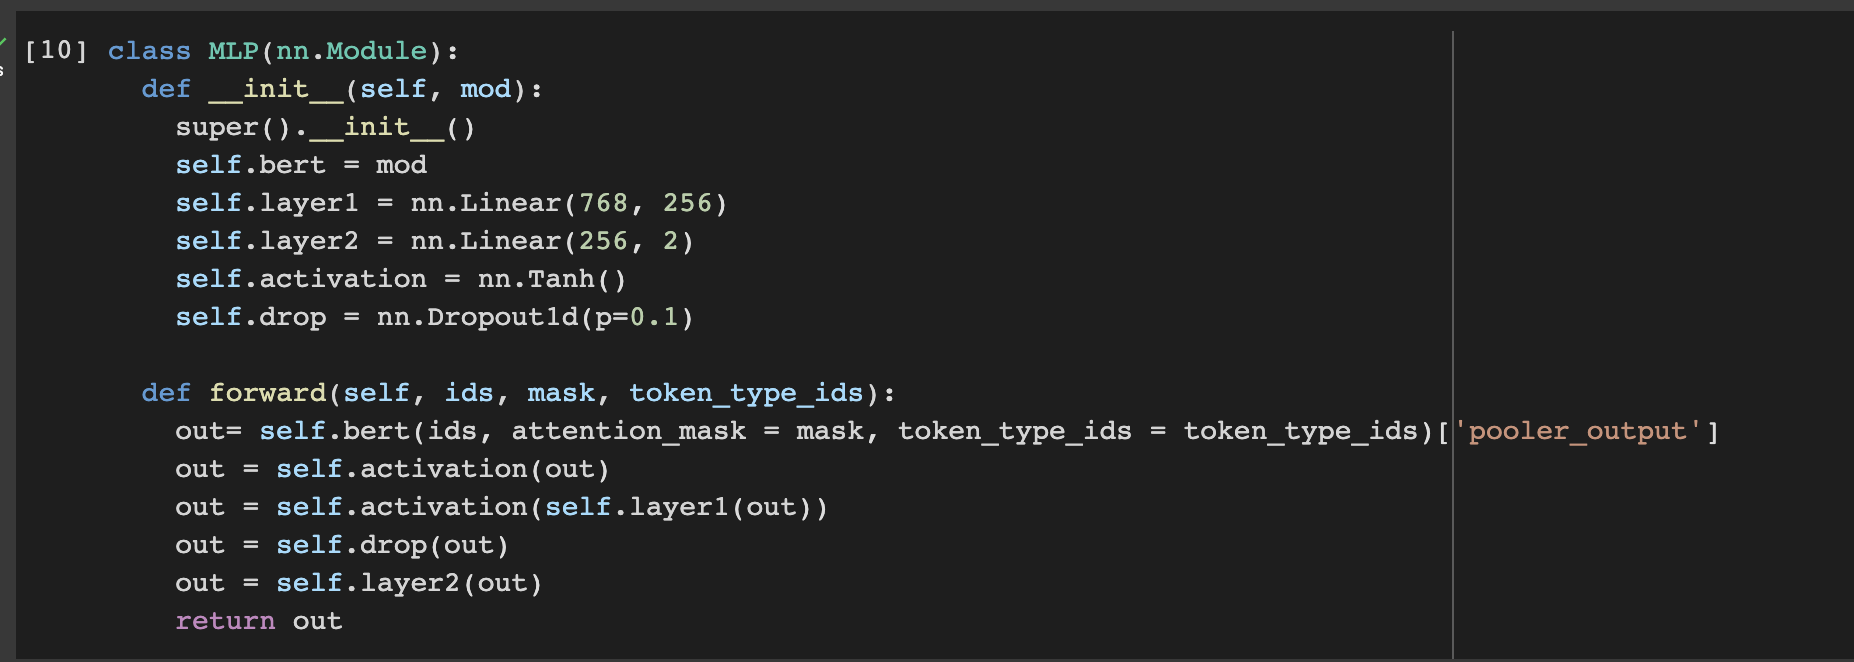 [10] class MLP(nn.Module):
  def __init__(self, mod):
    super().__init__()
    self.bert = mod
    self.layer1 = nn.Linear(768, 256)
    self.layer2 = nn.Linear(256, 2)
    self.activation = nn.Tanh()
    self.drop = nn.Dropout1d(p=0.1)

  def forward(self, ids, mask, token_type_ids):
    out= self.bert(ids, attention_mask = mask, token_type_ids = token_type_ids)['pooler_output']
    out = self.activation(out)
    out = self.activation(self.layer1(out))
    out = self.drop(out)
    out = self.layer2(out)
    return out